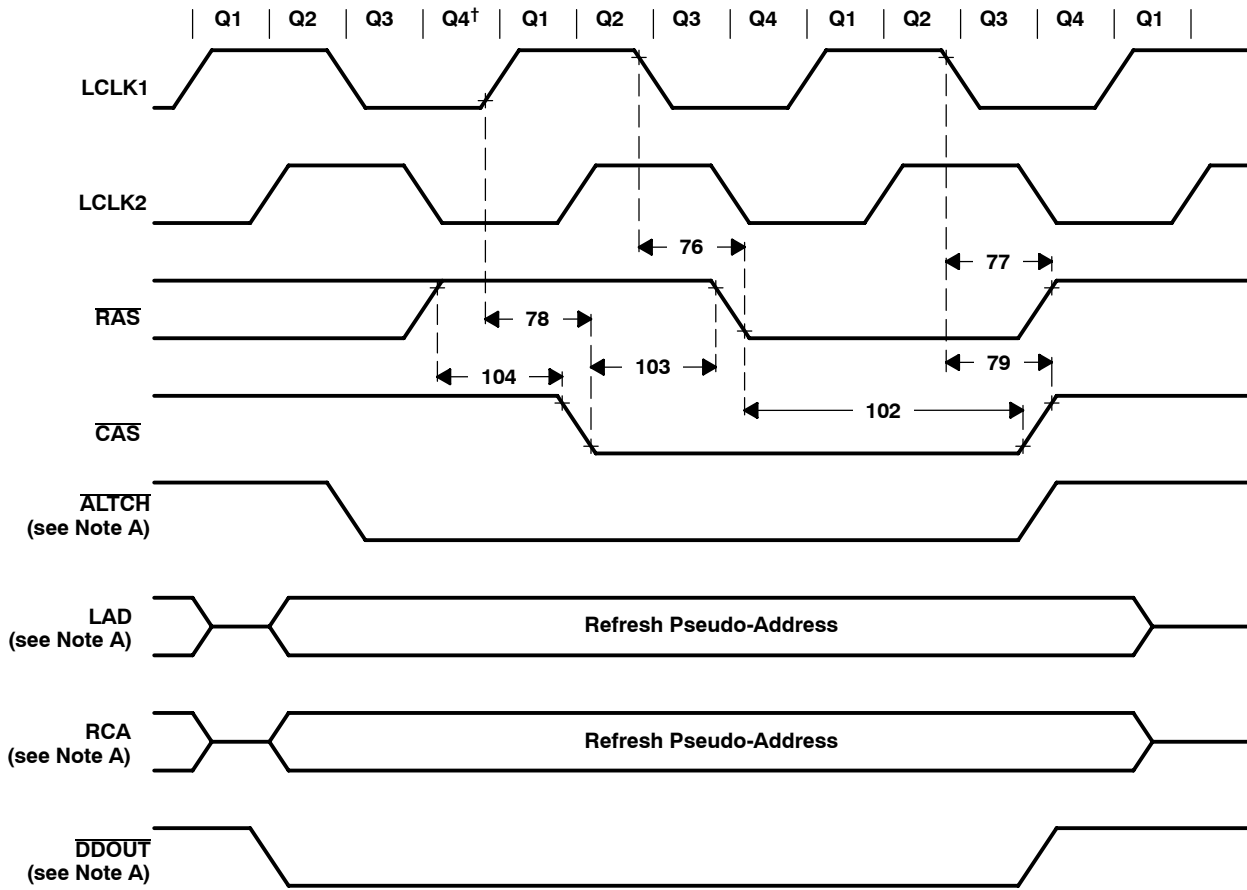 Q1 Q2 Q3 Q4† Q1 Q2 Q3 Q4 Q1 Q2 Q3 Q4 Q1
LCLK1
LCLK2
76
77
RAS
78
103
79
104
102
CAS
ALTCH
(see Note A)
LAD
(see Note A)
Refresh Pseudo-Address
RCA
(see Note A)
Refresh Pseudo-Address
DDOUT
(see Note A)